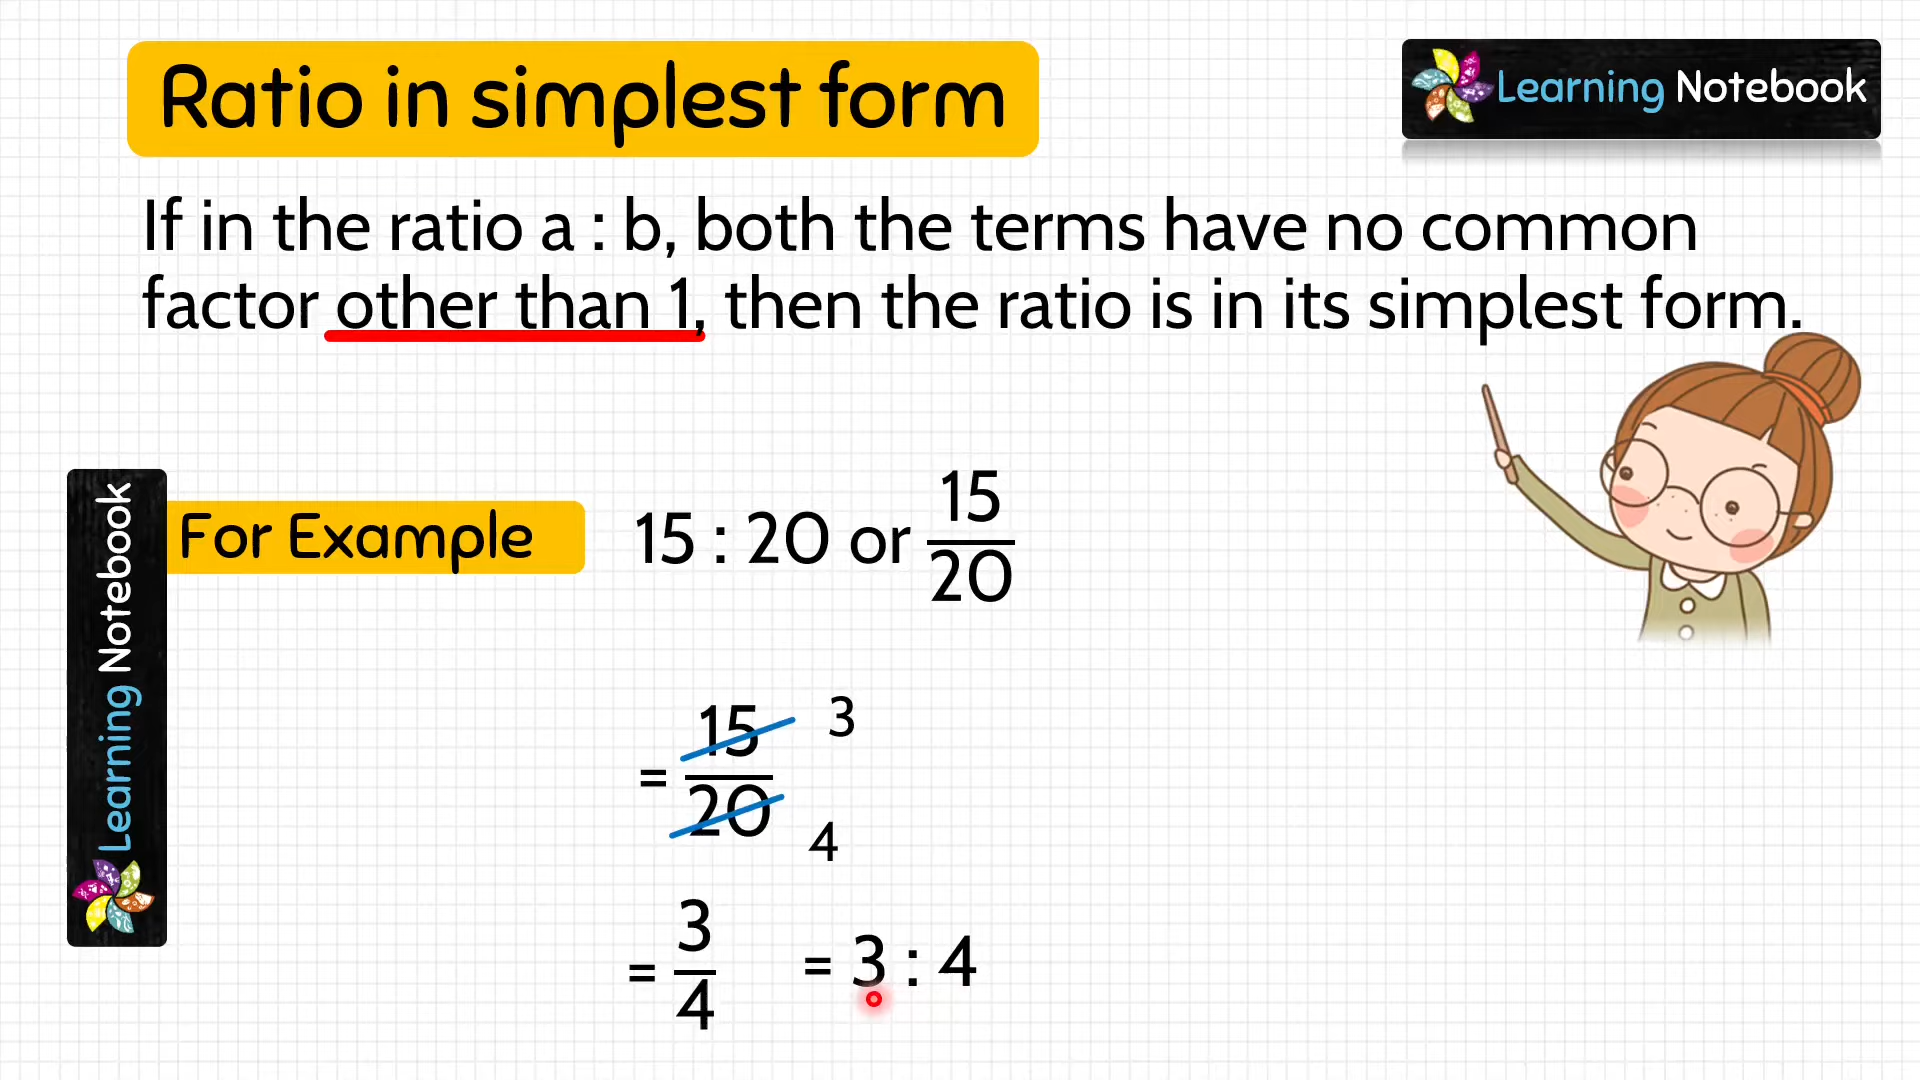 Ratio in simplest form
Learning Notebook
If in the ratio a : b, both the terms have no common
factor other than 1, then the ratio is in its simplest form.
Learning Notebook
For Example
15 : 20 or 15/20
= 15/20 3 4
= 3/4 = 3 : 4